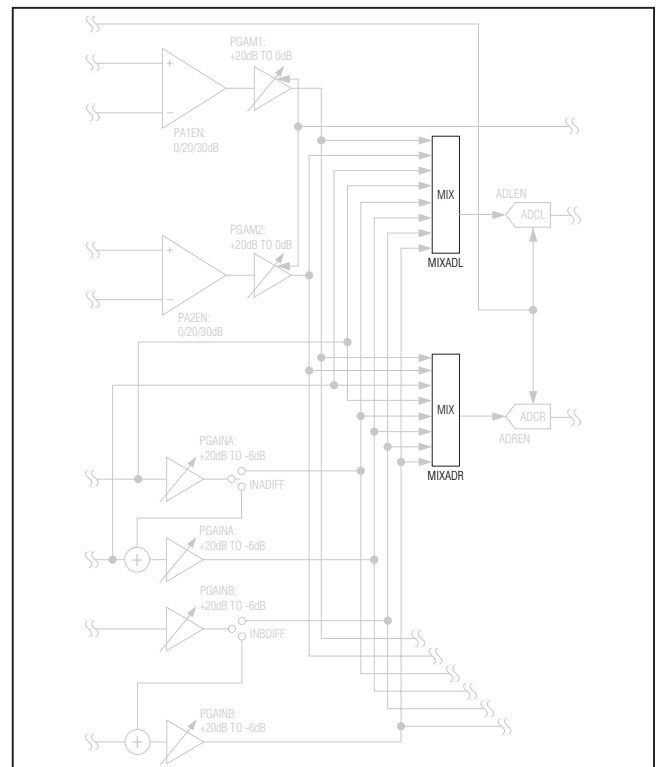 PGAM1:
+20dB TO 0dB
+
−
PA1EN:
0/20/30dB
MIX
MIXADL
ADLEN
ADCL
PGAM2:
+20dB TO 0dB
+
−
PA2EN:
0/20/30dB
MIX
MIXADR
ADCR
ADREN
PGAINA:
+20dB TO -6dB
INADIFF
PGAINA:
+20dB TO -6dB
+
PGAINB:
+20dB TO -6dB
INBDIFF
PGAINB:
+20dB TO -6dB
+